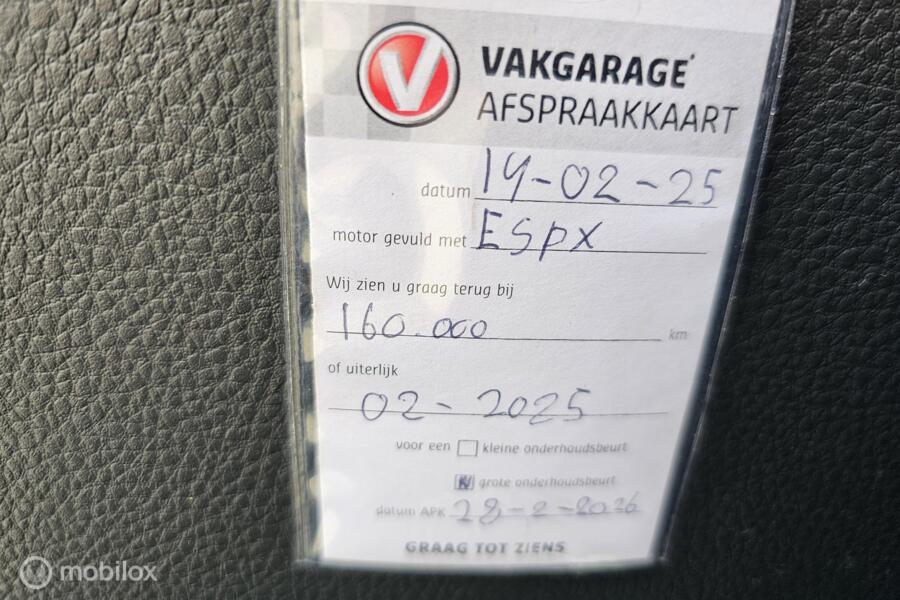 V VAKGARAGE
AFSPRAAKKAART
datum 14-02-25
motor gevuld met Espx
Wij zien u graag terug bij
160.000 km
of uiterlijk
02-2025
voor een kleine onderhoudsbeurt
grote onderhoudsbeurt
datum APK 28-2-2026
GRAAG TOT ZIENS
mobilox